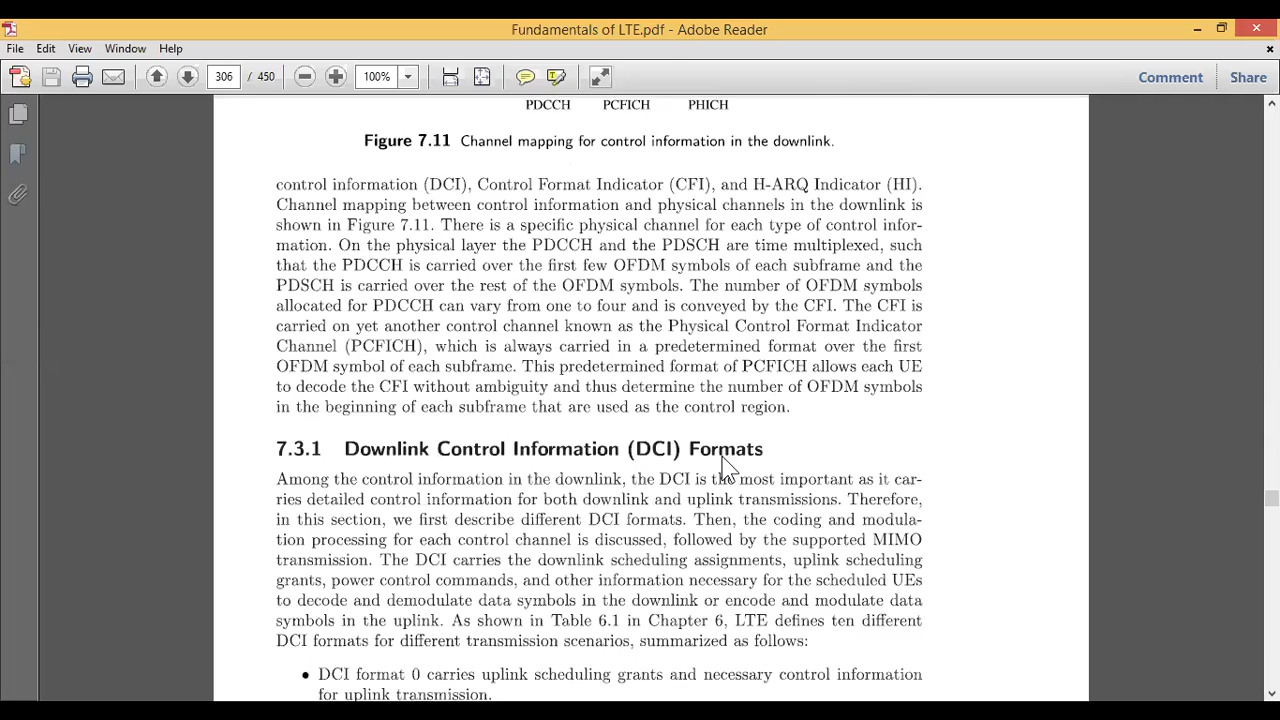 Fundamentals of LTE.pdf - Adobe Reader
File Edit View Window Help
306 / 450 100% Comment Share
PDCCH PCFICH PHICH
Figure 7.11 Channel mapping for control information in the downlink.
control information (DCI), Control Format Indicator (CFI), and H-ARQ Indicator (HI).
Channel mapping between control information and physical channels in the downlink is
shown in Figure 7.11. There is a specific physical channel for each type of control infor-
mation. On the physical layer the PDCCH and the PDSCH are time multiplexed, such
that the PDCCH is carried over the first few OFDM symbols of each subframe and the
PDSCH is carried over the rest of the OFDM symbols. The number of OFDM symbols
allocated for PDCCH can vary from one to four and is conveyed by the CFI. The CFI is
carried on yet another control channel known as the Physical Control Format Indicator
Channel (PCFICH), which is always carried in a predetermined format over the first
OFDM symbol of each subframe. This predetermined format of PCFICH allows each UE
to decode the CFI without ambiguity and thus determine the number of OFDM symbols
in the beginning of each subframe that are used as the control region.
7.3.1 Downlink Control Information (DCI) Formats
Among the control information in the downlink, the DCI is the most important as it car-
ries detailed control information for both downlink and uplink transmissions. Therefore,
in this section, we first describe different DCI formats. Then, the coding and modula-
tion processing for each control channel is discussed, followed by the supported MIMO
transmission. The DCI carries the downlink scheduling assignments, uplink scheduling
grants, power control commands, and other information necessary for the scheduled UEs
to decode and demodulate data symbols in the downlink or encode and modulate data
symbols in the uplink. As shown in Table 6.1 in Chapter 6, LTE defines ten different
DCI formats for different transmission scenarios, summarized as follows:
• DCI format 0 carries uplink scheduling grants and necessary control information
for uplink transmission.